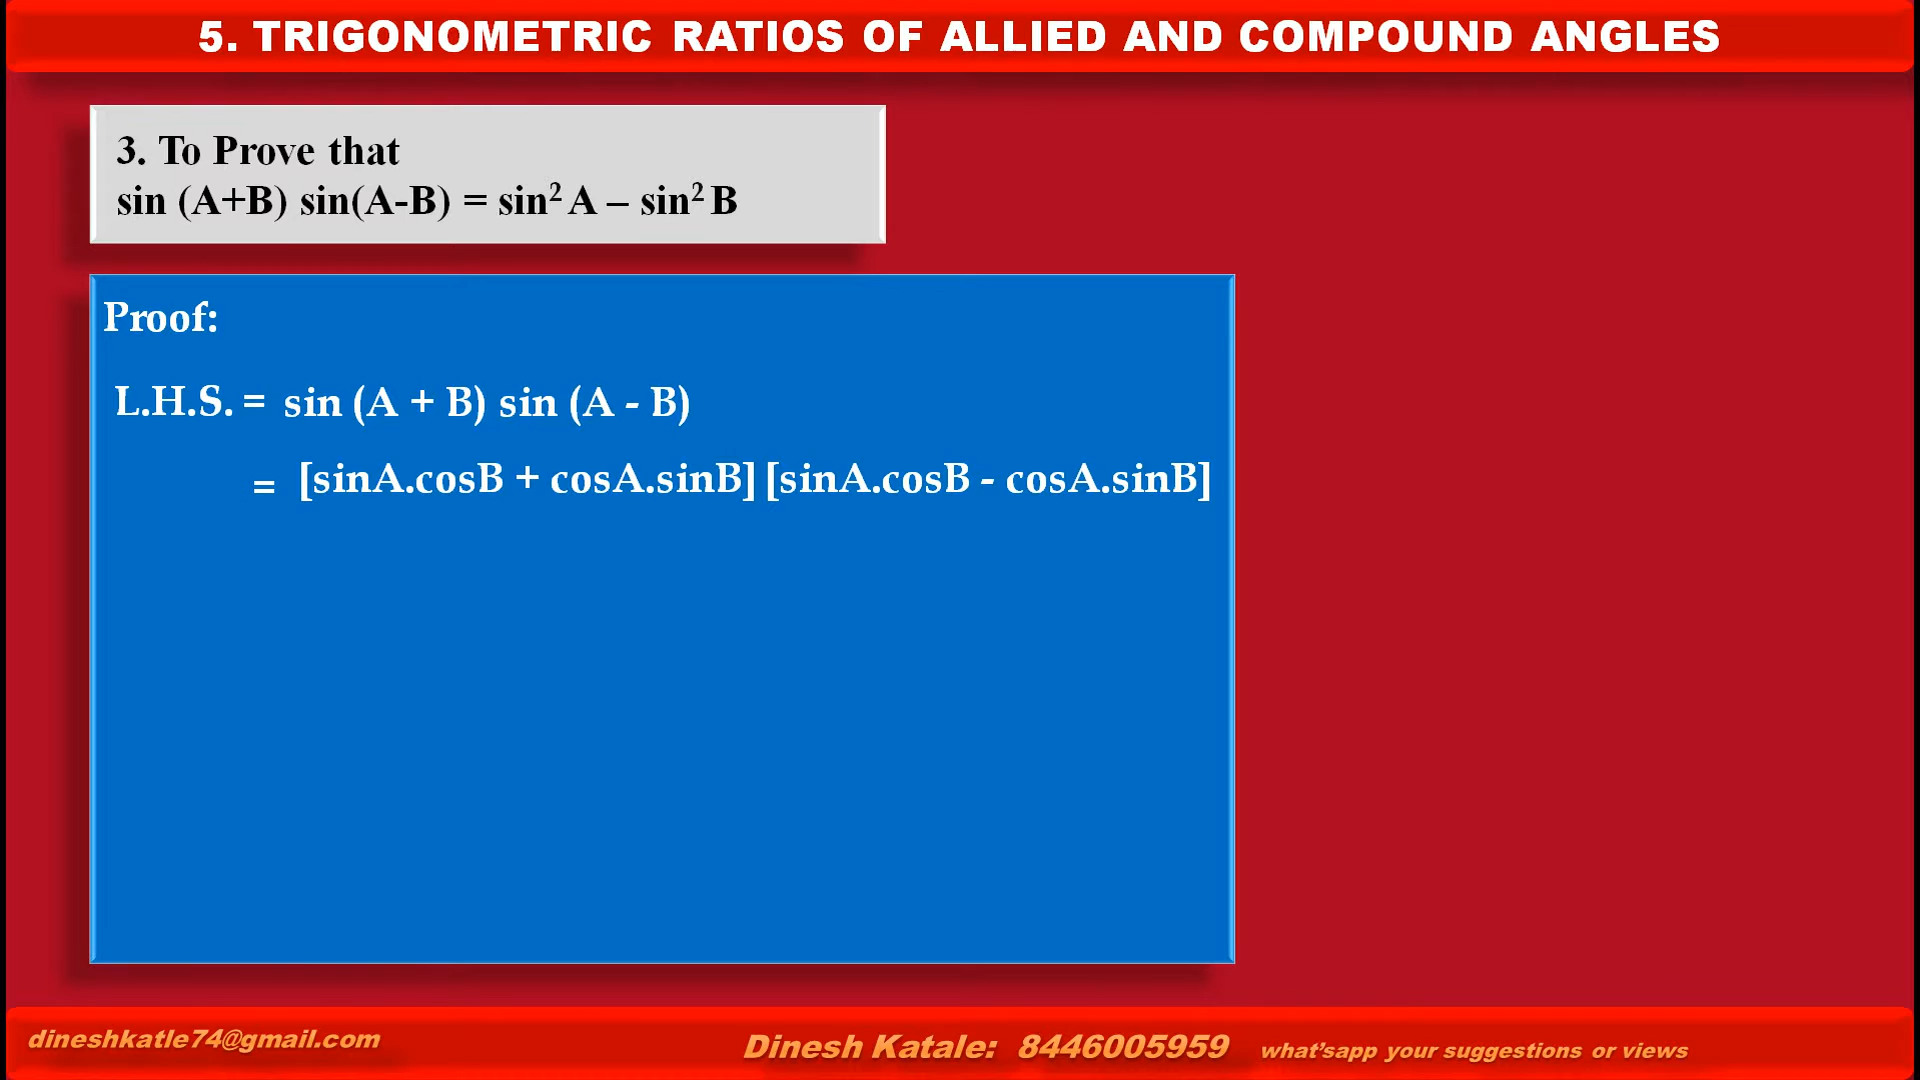 5. TRIGONOMETRIC RATIOS OF ALLIED AND COMPOUND ANGLES
3. To Prove that
sin (A+B) sin(A-B) = sin² A – sin² B
Proof:
L.H.S. = sin (A + B) sin (A - B)
= [sinA.cosB + cosA.sinB] [sinA.cosB - cosA.sinB]
dineshkatle74@gmail.com
Dinesh Katale: 8446005959 what'sapp your suggestions or views